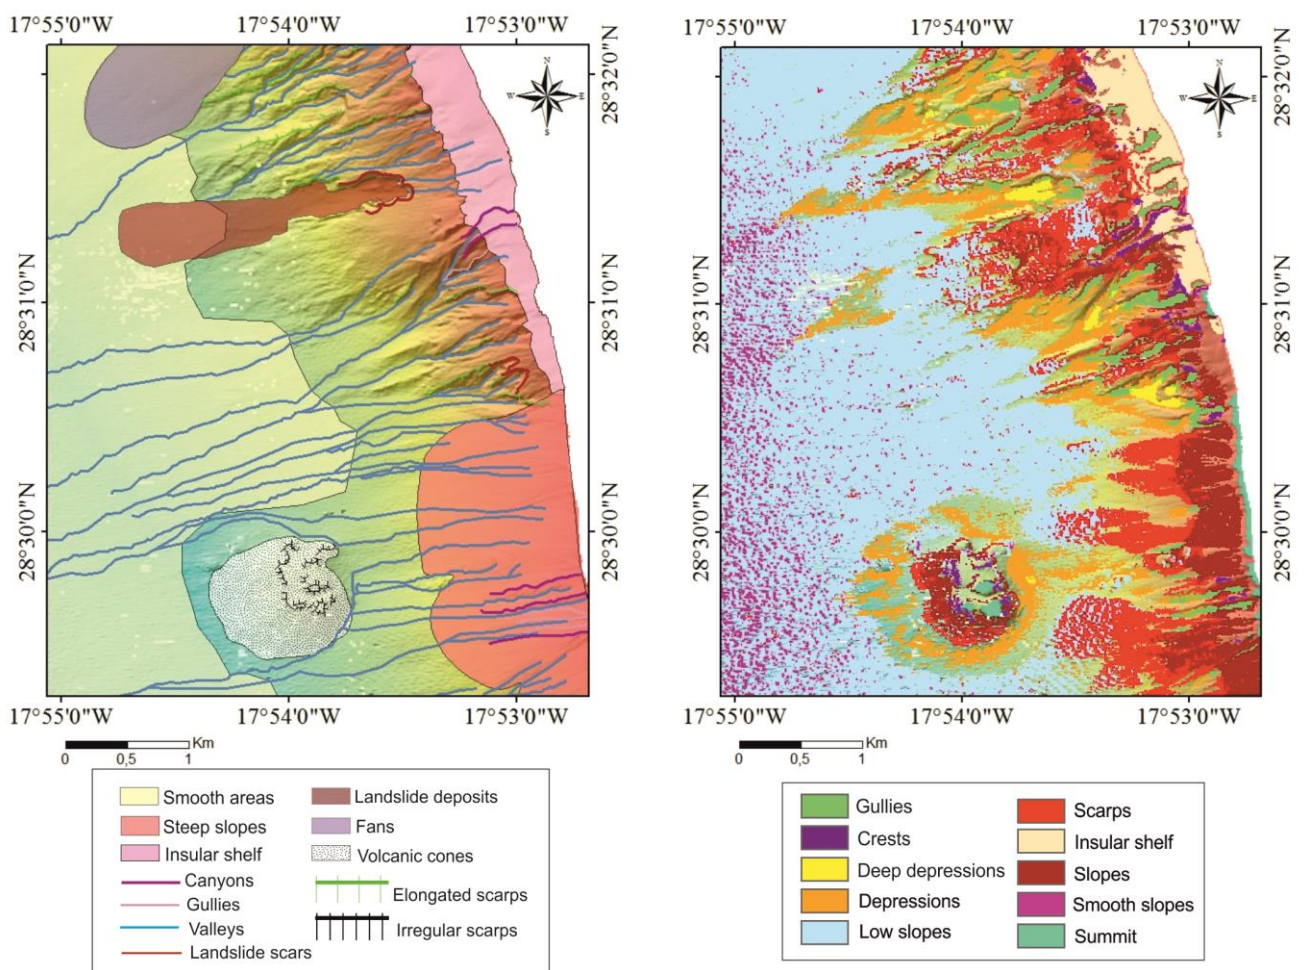 17°55'0"W 17°54'0"W 17°53'0"W
17°55'0"W 17°54'0"W 17°53'0"W
N
W E
S
N
W E
S
28°32'0"N
28°31'0"N
28°30'0"N
28°32'0"N
28°31'0"N
28°30'0"N
28°32'0"N
28°31'0"N
28°30'0"N
17°55'0"W 17°54'0"W 17°53'0"W
17°55'0"W 17°54'0"W 17°53'0"W
Km
0 0,5 1
Km
0 0,5 1
Smooth areas
Steep slopes
Insular shelf
Canyons
Gullies
Valleys
Landslide scars
Landslide deposits
Fans
Volcanic cones
Elongated scarps
Irregular scarps
Gullies
Crests
Deep depressions
Depressions
Low slopes
Scarps
Insular shelf
Slopes
Smooth slopes
Summit